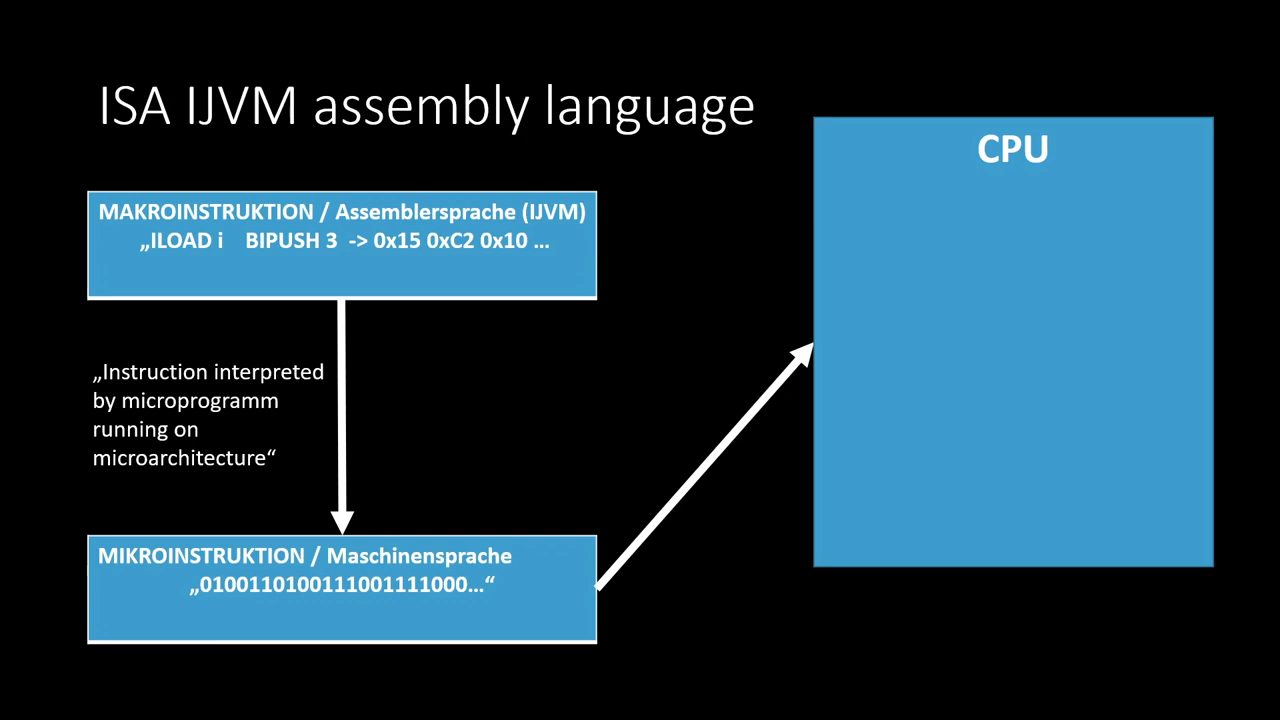 ISA IJVM assembly language
CPU
MAKROINSTRUKTION / Assemblersprache (IJVM)
„ILOAD i BIPUSH 3 -> 0x15 0xC2 0x10 ...
„Instruction interpreted
by microprogramm
running on
microarchitecture“
MIKROINSTRUKTION / Maschinensprache
„0100110100111001111000...“